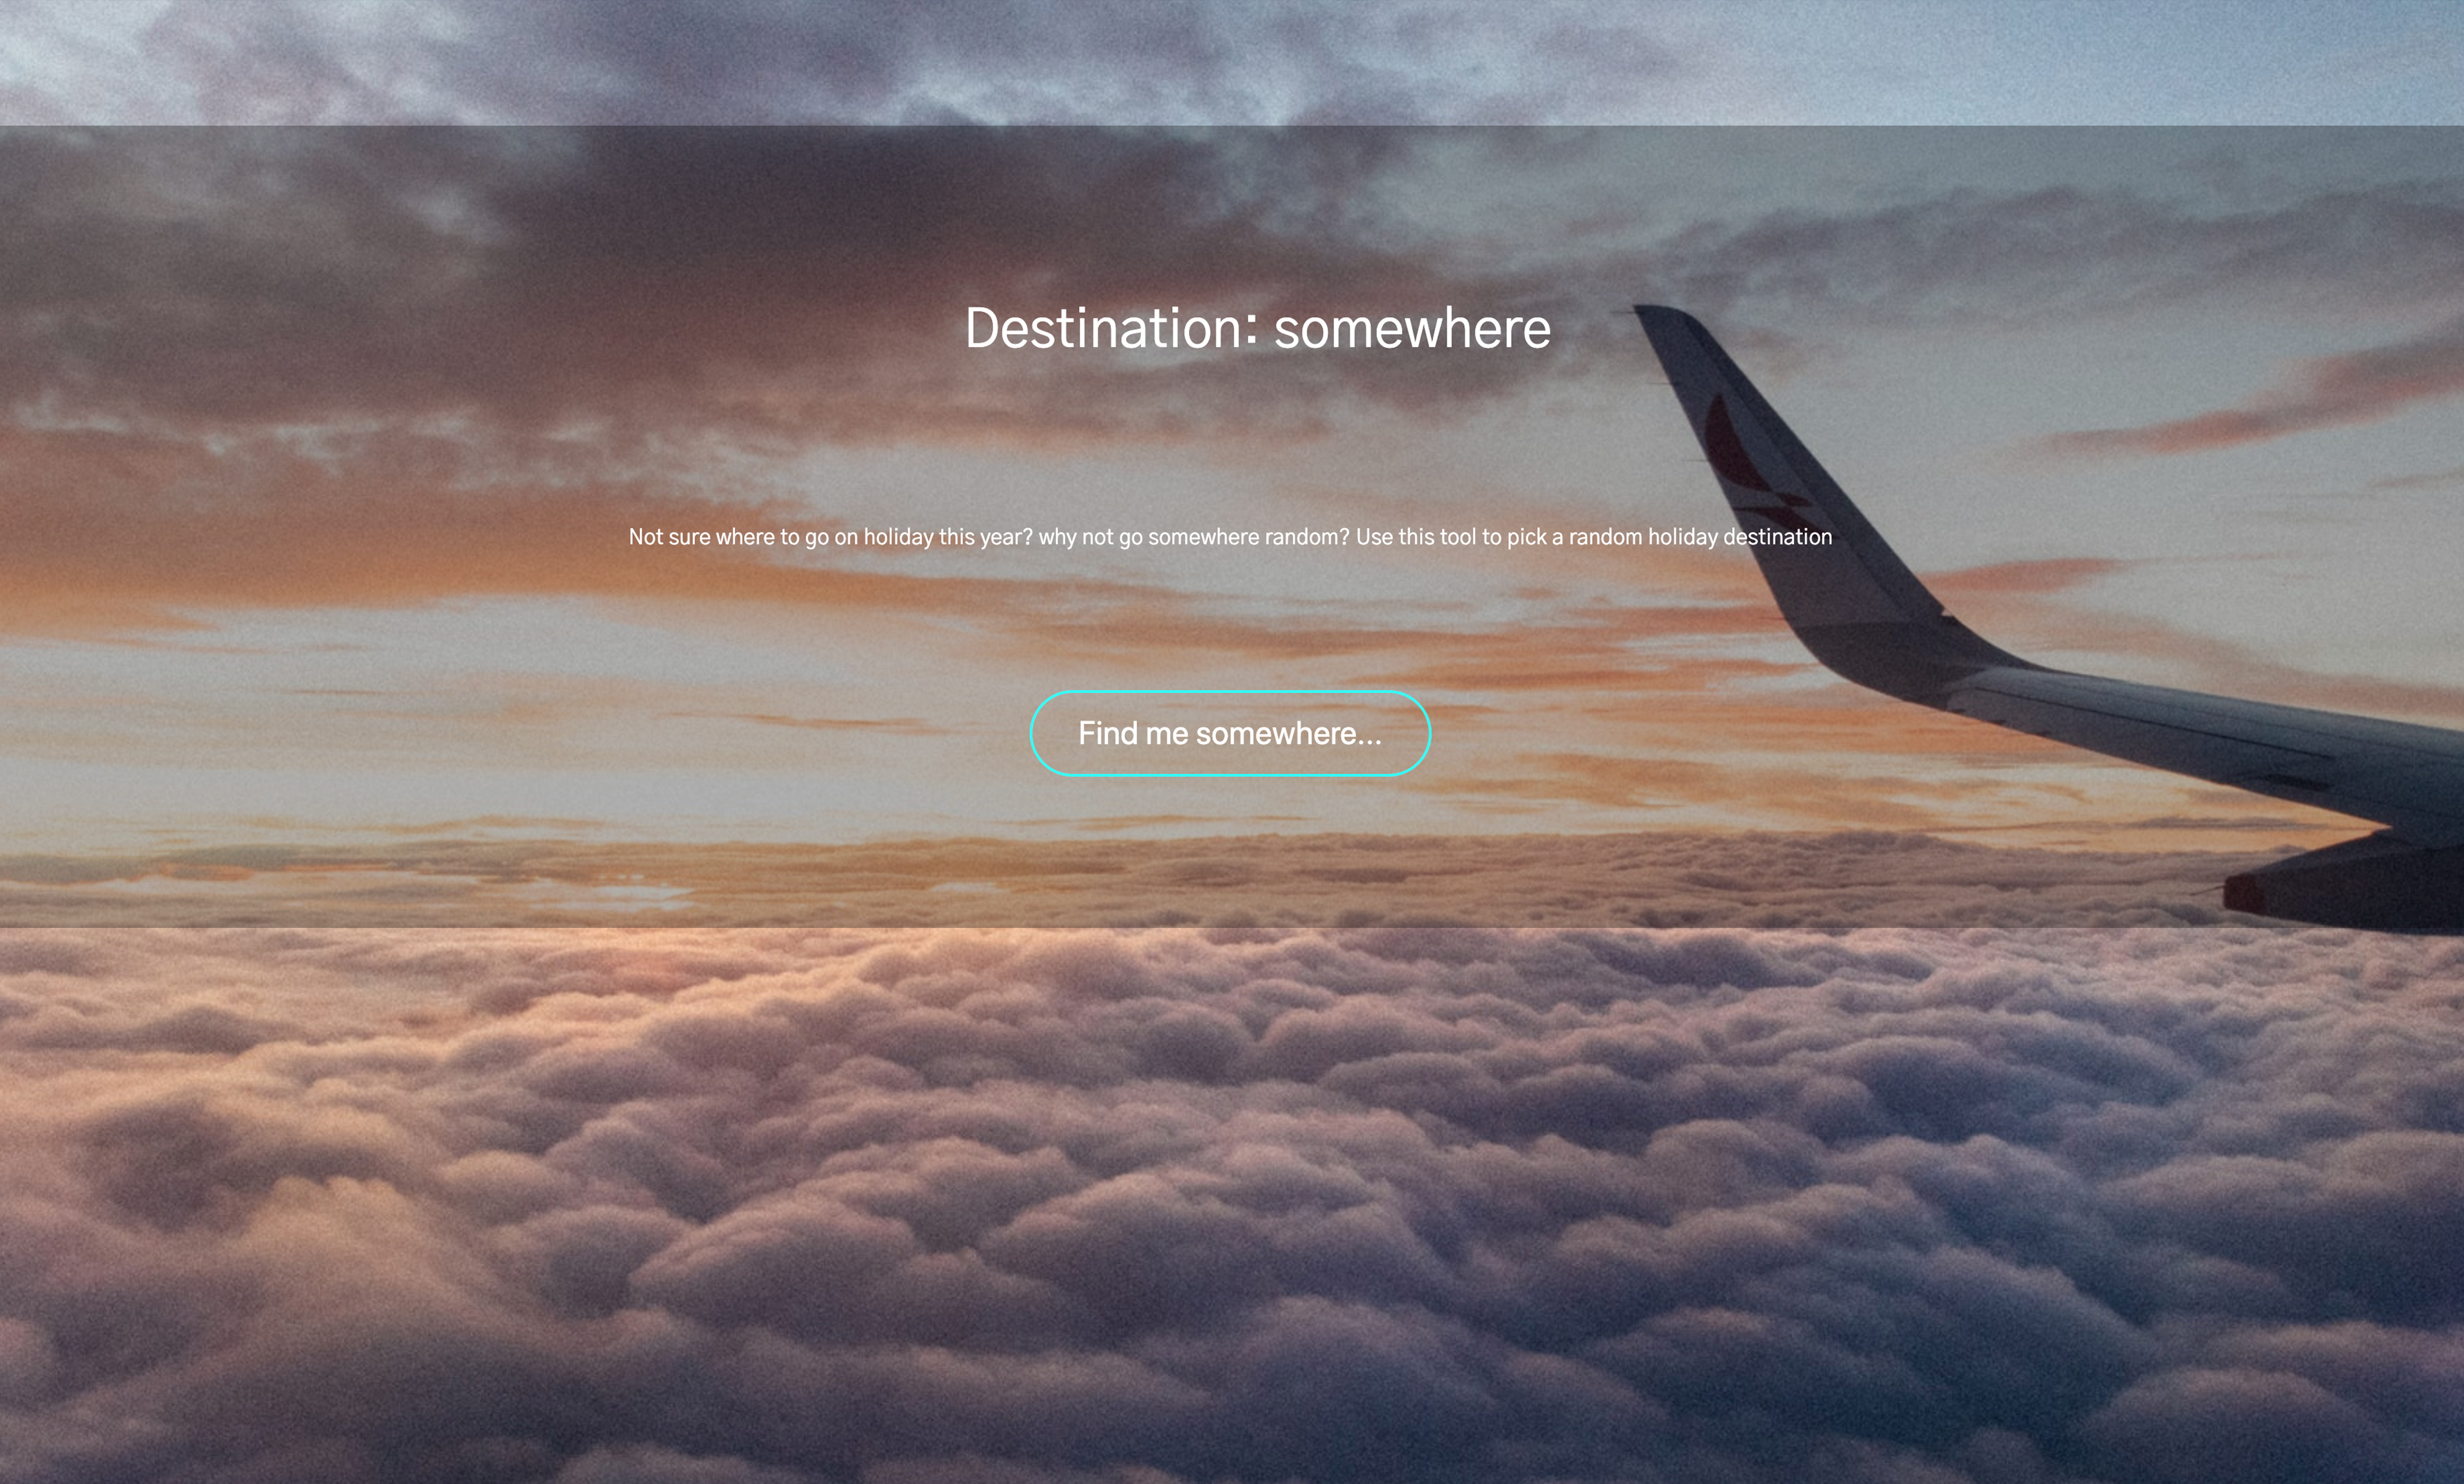 Destination: somewhere
Not sure where to go on holiday this year? why not go somewhere random? Use this tool to pick a random holiday destination
Find me somewhere...